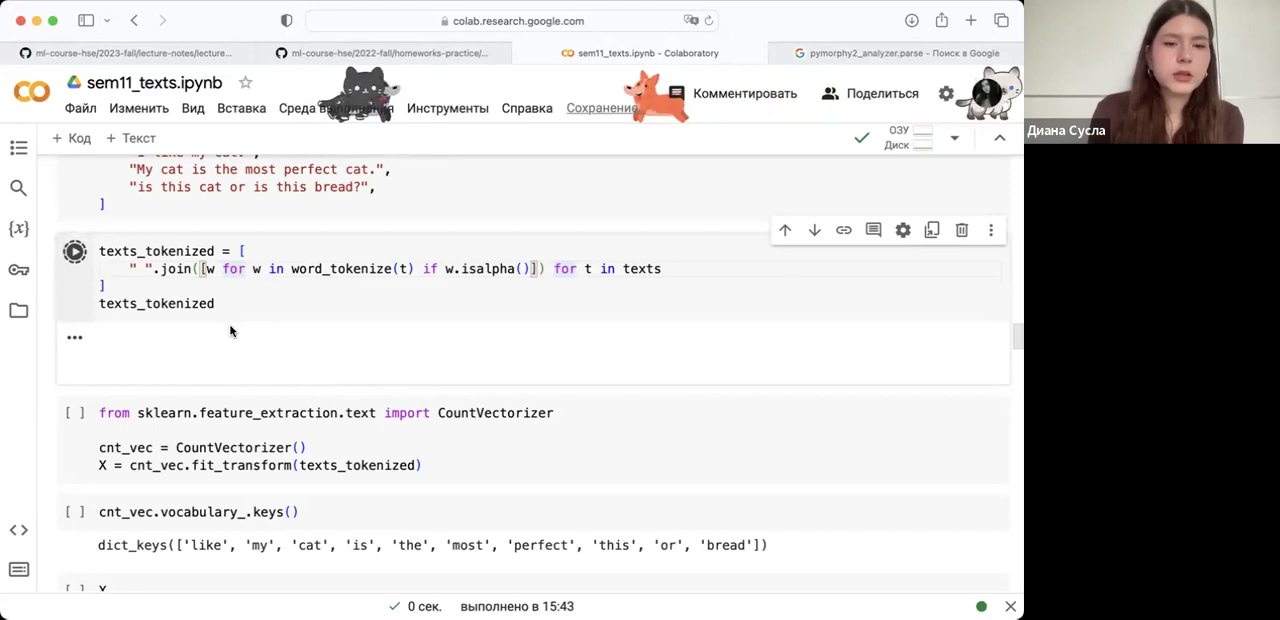 colab.research.google.com
ml-course-hse/2023-fall/lecture-notes/lecture...
ml-course-hse/2022-fall/homeworks-practice/...
sem11_texts.ipynb - Colaboratory
pymorphy2_analyzer.parse - Поиск в Google
Диана Сусла
sem11_texts.ipynb
Файл Изменить Вид Вставка Среда выполнения Инструменты Справка Сохранение...
Комментировать
Поделиться
+ Код + Текст
ОЗУ
Диск
"I like my cat.",
"My cat is the most perfect cat.",
"is this cat or is this bread?",
]
texts_tokenized = [
" ".join([w for w in word_tokenize(t) if w.isalpha()]) for t in texts
]
texts_tokenized
[ ] from sklearn.feature_extraction.text import CountVectorizer
cnt_vec = CountVectorizer()
X = cnt_vec.fit_transform(texts_tokenized)
[ ] cnt_vec.vocabulary_.keys()
dict_keys(['like', 'my', 'cat', 'is', 'the', 'most', 'perfect', 'this', 'or', 'bread'])
[ ] X
0 сек. выполнено в 15:43